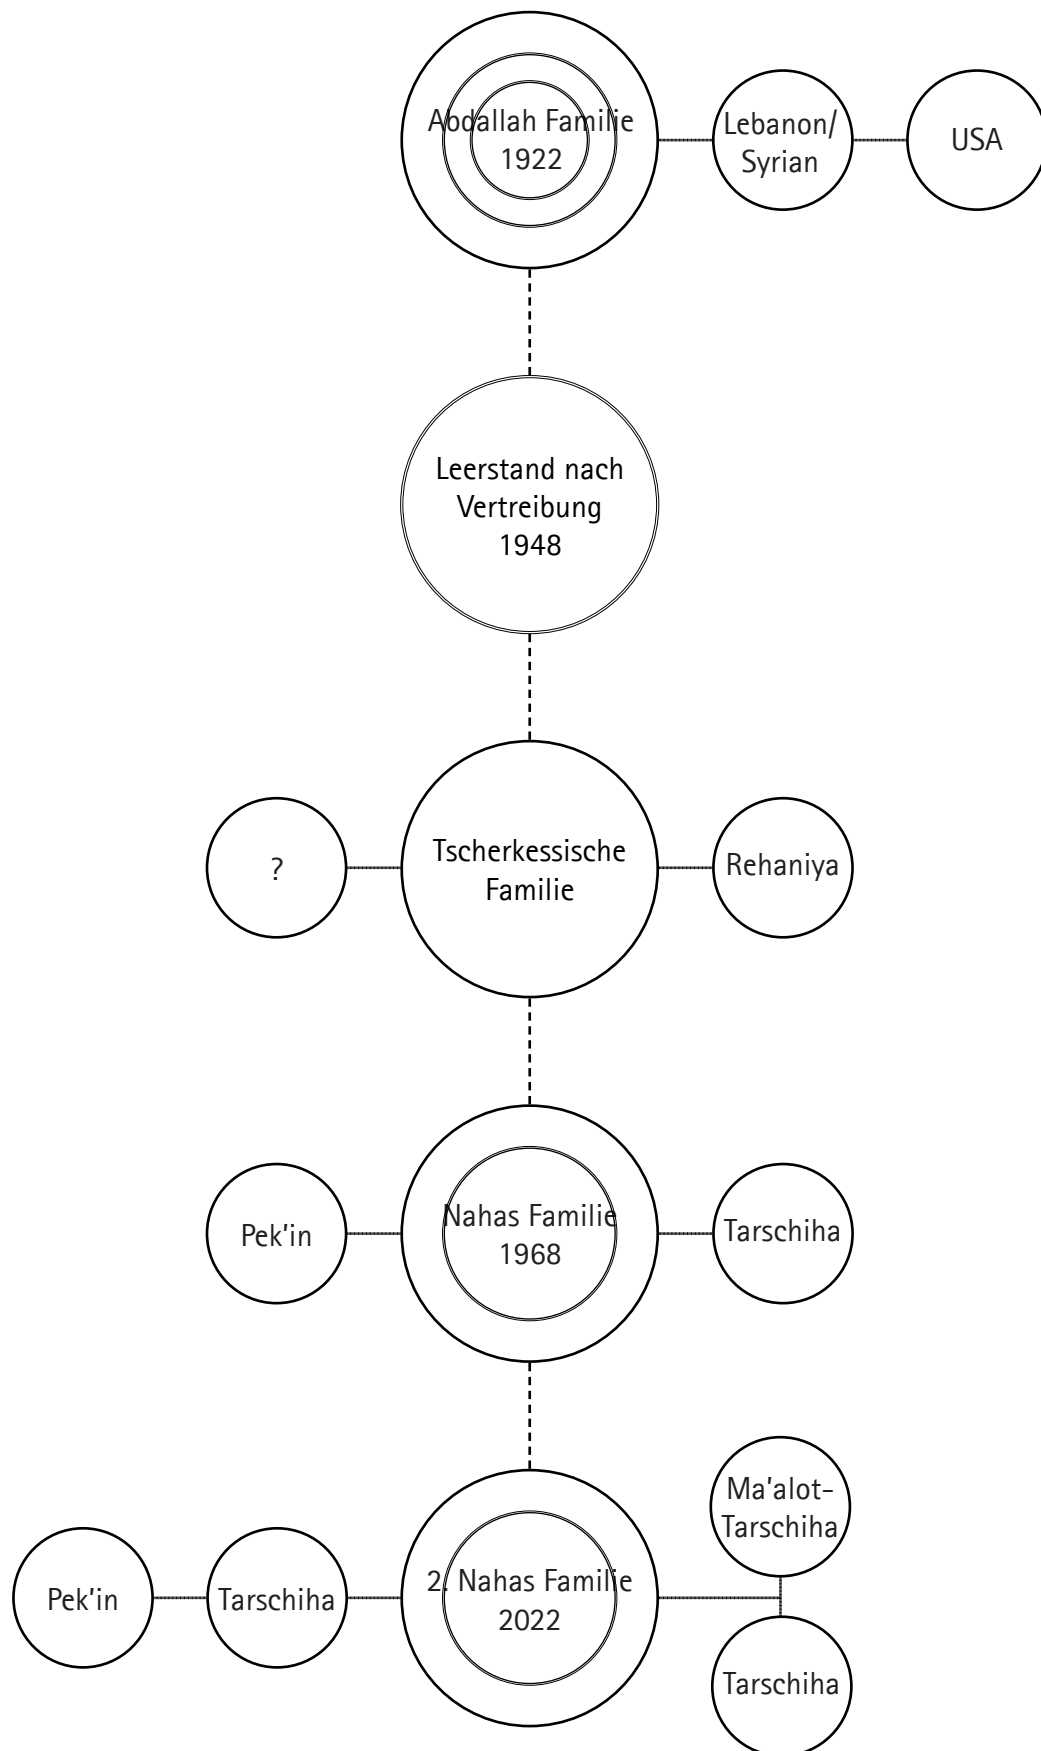 Abdallah Familie
1922
Lebanon/
Syrian
USA
Leerstand nach
Vertreibung
1948
?
Tscherkessische
Familie
Rehaniya
Pek'in
Nahas Familie
1968
Tarschiha
Pek'in
Tarschiha
2. Nahas Familie
2022
Ma'alot-
Tarschiha
Tarschiha